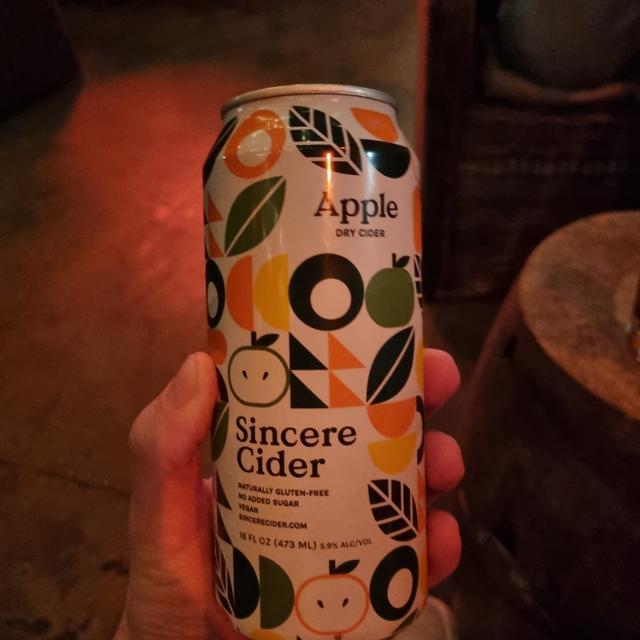 Apple
DRY CIDER
Sincere
Cider
NATURALLY GLUTEN-FREE
NO ADDED SUGAR
VEGAN
SINCERECIDER.COM
16 FL OZ (473 ML) 5.9% ALC/VOL